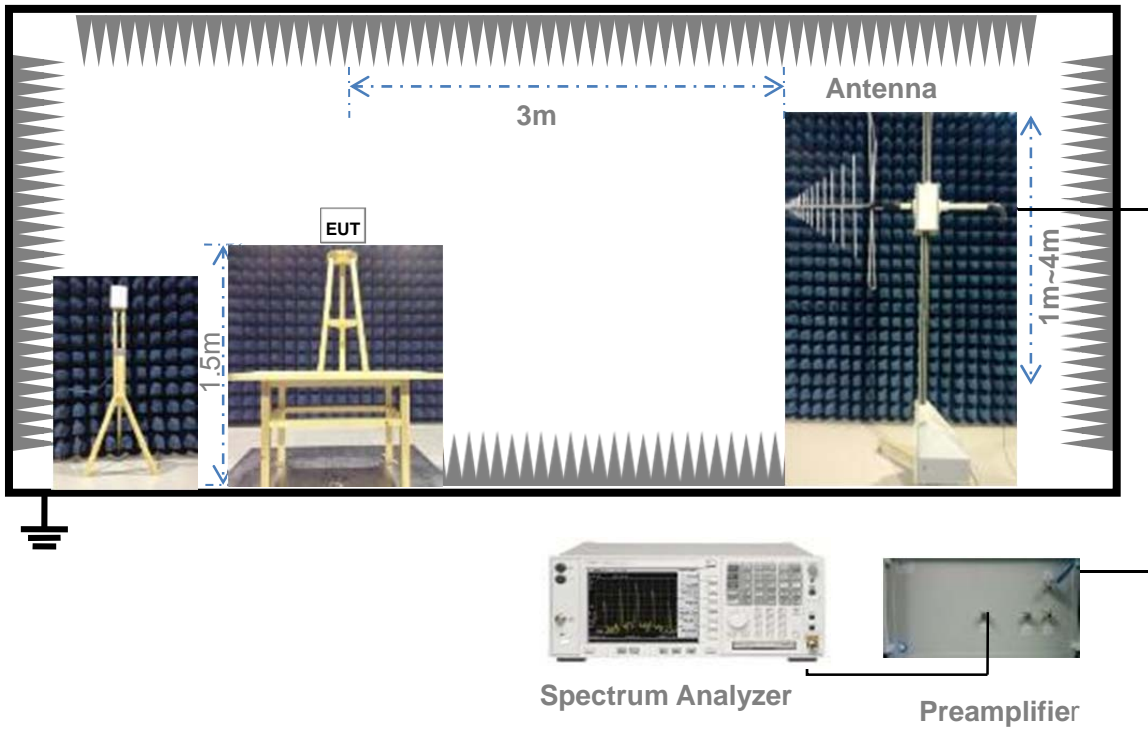 Antenna
3m
EUT
1.5m
1m~4m
Spectrum Analyzer
Preamplifier